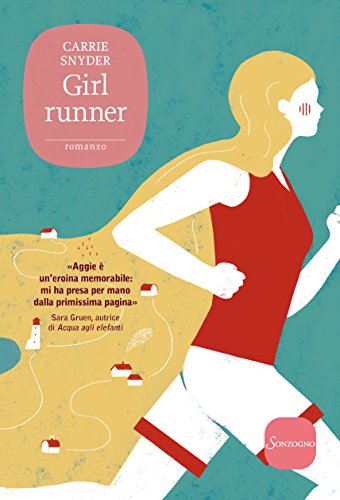 CARRIE
SNYDER
Girl
runner
romanzo
«Aggie è
un'eroina memorabile:
mi ha presa per mano
dalla primissima pagina»
Sara Gruen, autrice
di Acqua agli elefanti
SONZOGNO